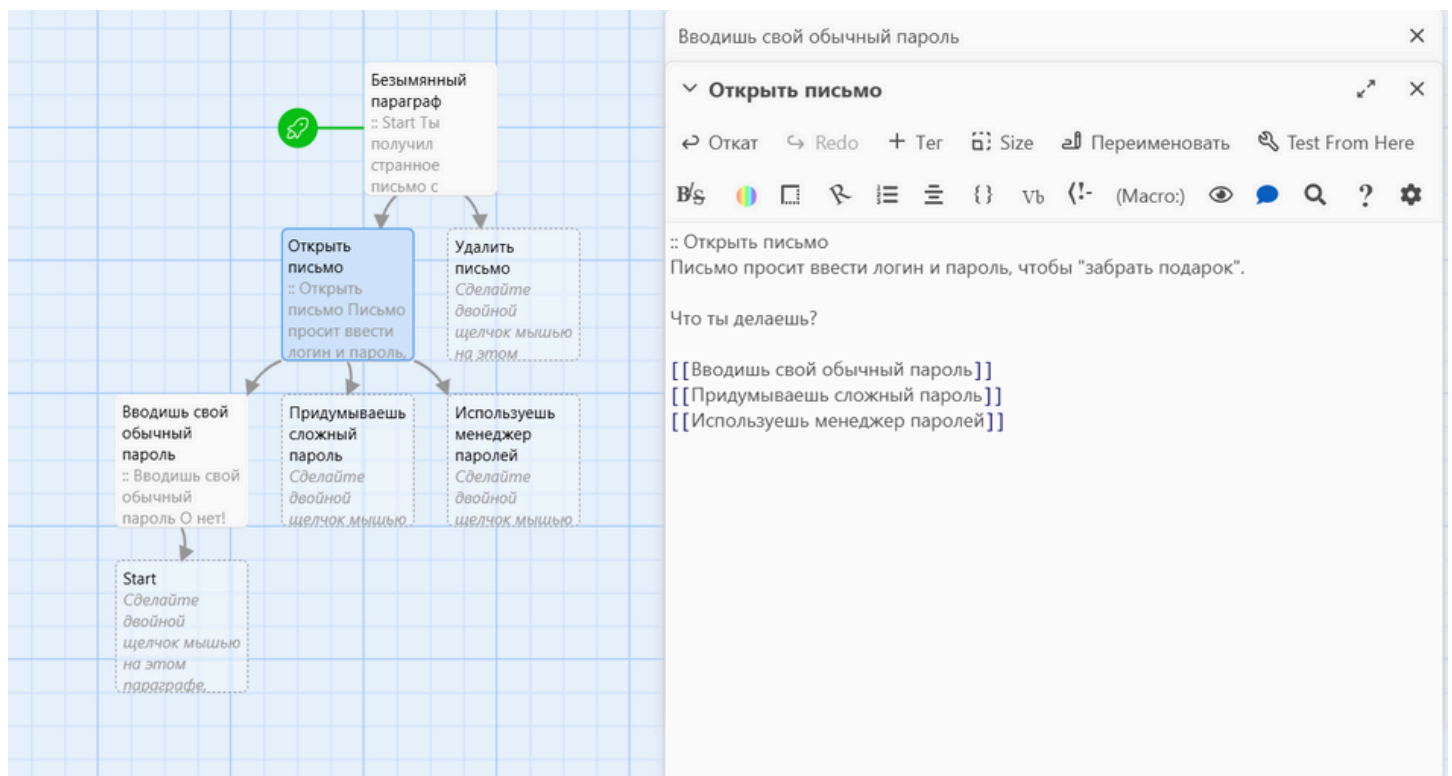 Безымянный
параграф
:: Start Ты
получил
странное
письмо с
Открыть
письмо
:: Открыть
письмо Письмо
просит ввести
логин и пароль,
Удалить
письмо
Сделайте
двойной
щелчок мышью
на этом
Вводишь свой
обычный
пароль
:: Вводишь свой
обычный
пароль О нет!
Придумываешь
сложный
пароль
Сделайте
двойной
щелчок мышью
Используешь
менеджер
паролей
Сделайте
двойной
щелчок мышью
Start
Сделайте
двойной
щелчок мышью
на этом
параграфе,
Вводишь свой обычный пароль
Открыть письмо
Откат Redo + Тег Size Переименовать Test From Here
B/S {} Vb (!- (Macro:) ?
:: Открыть письмо
Письмо просит ввести логин и пароль, чтобы "забрать подарок".
Что ты делаешь?
[[Вводишь свой обычный пароль]]
[[Придумываешь сложный пароль]]
[[Используешь менеджер паролей]]